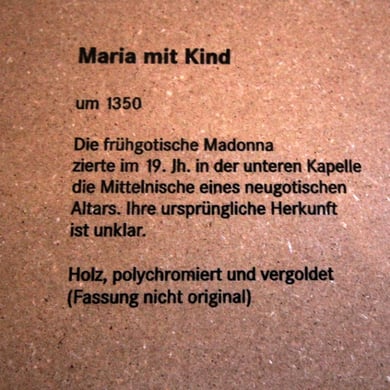 Maria mit Kind
um 1350
Die frühgotische Madonna
zierte im 19. Jh. in der unteren Kapelle
die Mittelnische eines neugotischen
Altars. Ihre ursprüngliche Herkunft
ist unklar.
Holz, polychromiert und vergoldet
(Fassung nicht original)